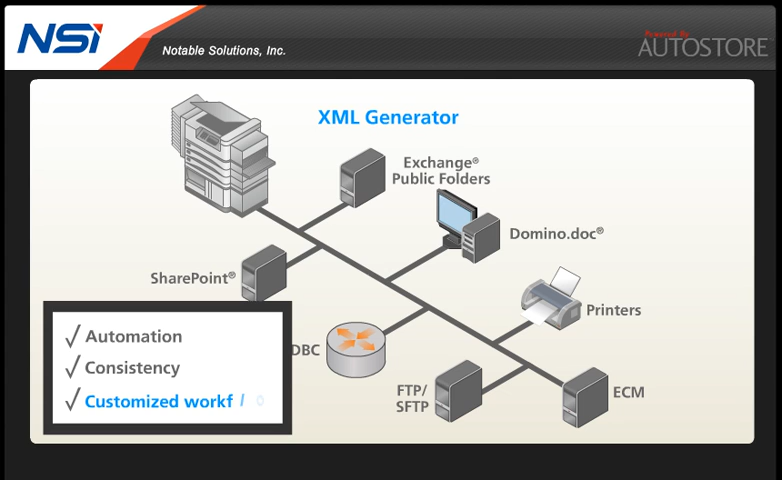 NSi
Notable Solutions, Inc.
Powered By
AUTOSTORE
XML Generator
Exchange®
Public Folders
Domino.doc®
SharePoint®
Printers
Automation
Consistency
Customized workflo
DBC
FTP/
SFTP
ECM